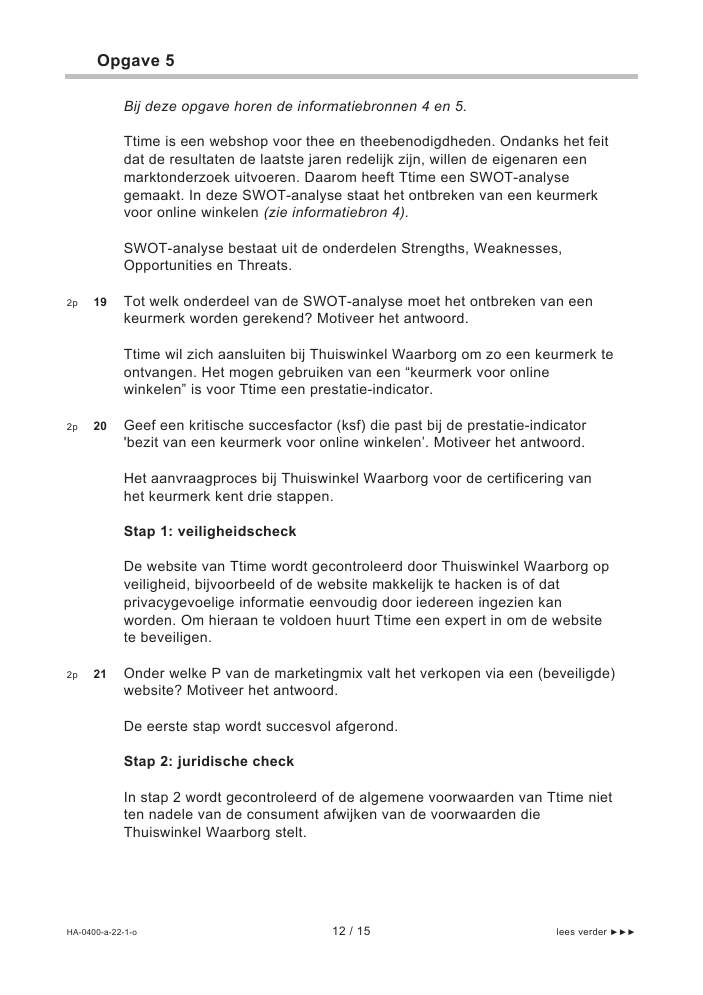 Opgave 5
Bij deze opgave horen de informatiebronnen 4 en 5.
Ttime is een webshop voor thee en theebenodigdheden. Ondanks het feit
dat de resultaten de laatste jaren redelijk zijn, willen de eigenaren een
marktonderzoek uitvoeren. Daarom heeft Ttime een SWOT-analyse
gemaakt. In deze SWOT-analyse staat het ontbreken van een keurmerk
voor online winkelen (zie informatiebron 4).
SWOT-analyse bestaat uit de onderdelen Strengths, Weaknesses,
Opportunities en Threats.
2p 19 Tot welk onderdeel van de SWOT-analyse moet het ontbreken van een
keurmerk worden gerekend? Motiveer het antwoord.
Ttime wil zich aansluiten bij Thuiswinkel Waarborg om zo een keurmerk te
ontvangen. Het mogen gebruiken van een “keurmerk voor online
winkelen” is voor Ttime een prestatie-indicator.
2p 20 Geef een kritische succesfactor (ksf) die past bij de prestatie-indicator
'bezit van een keurmerk voor online winkelen’. Motiveer het antwoord.
Het aanvraagproces bij Thuiswinkel Waarborg voor de certificering van
het keurmerk kent drie stappen.
Stap 1: veiligheidscheck
De website van Ttime wordt gecontroleerd door Thuiswinkel Waarborg op
veiligheid, bijvoorbeeld of de website makkelijk te hacken is of dat
privacygevoelige informatie eenvoudig door iedereen ingezien kan
worden. Om hieraan te voldoen huurt Ttime een expert in om de website
te beveiligen.
2p 21 Onder welke P van de marketingmix valt het verkopen via een (beveiligde)
website? Motiveer het antwoord.
De eerste stap wordt succesvol afgerond.
Stap 2: juridische check
In stap 2 wordt gecontroleerd of de algemene voorwaarden van Ttime niet
ten nadele van de consument afwijken van de voorwaarden die
Thuiswinkel Waarborg stelt.
HA-0400-a-22-1-o 12 / 15 lees verder ►►►